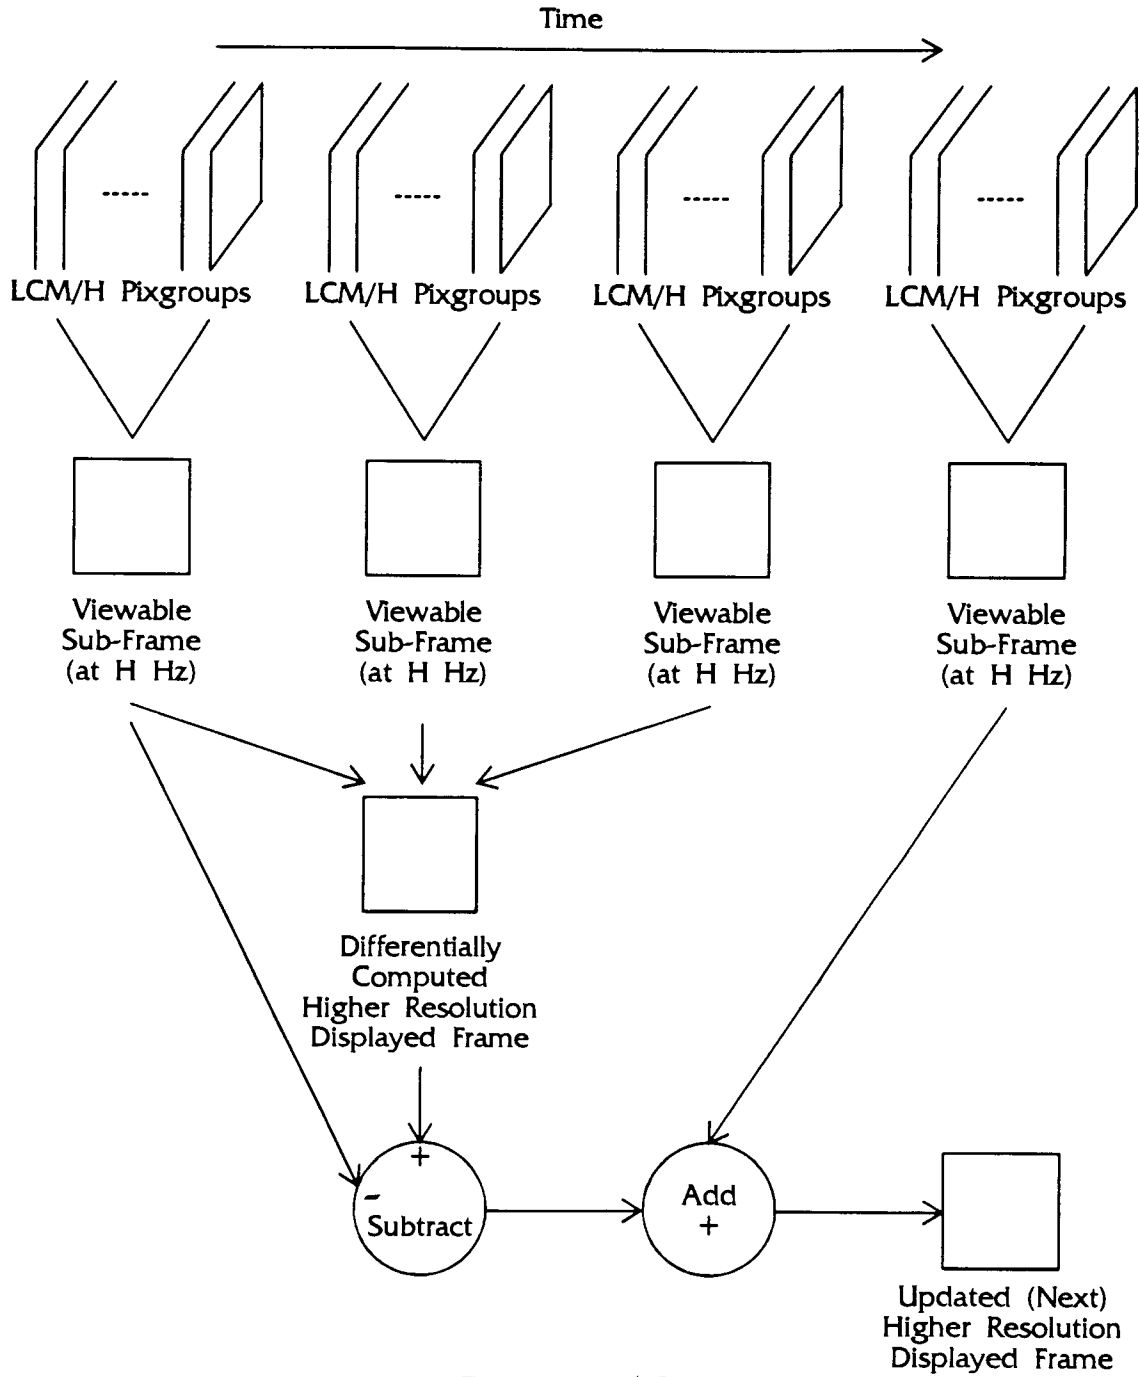 Time
LCM/H Pixgroups
LCM/H Pixgroups
LCM/H Pixgroups
LCM/H Pixgroups
Viewable
Sub-Frame
(at H Hz)
Viewable
Sub-Frame
(at H Hz)
Viewable
Sub-Frame
(at H Hz)
Viewable
Sub-Frame
(at H Hz)
Differentially
Computed
Higher Resolution
Displayed Frame
+
-
Subtract
Add
+
Updated (Next)
Higher Resolution
Displayed Frame